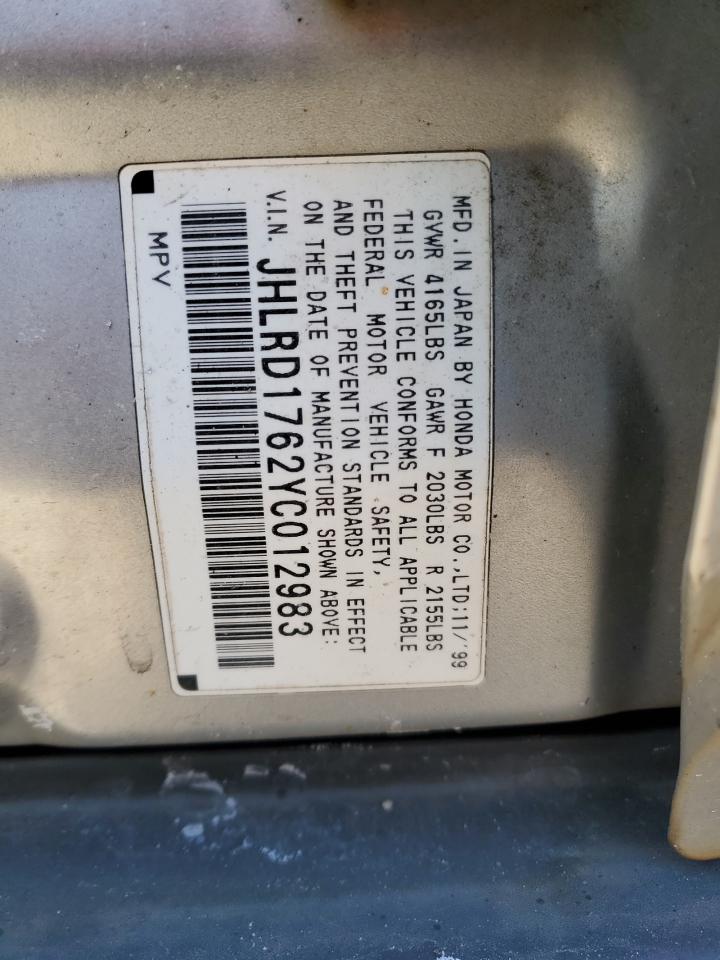 MFD. IN JAPAN BY HONDA MOTOR CO.,LTD;11/'99
GVWR 4165LBS GAWR F 2030LBS R 2155LBS
THIS VEHICLE CONFORMS TO ALL APPLICABLE
FEDERAL MOTOR VEHICLE SAFETY,
AND THEFT PREVENTION STANDARDS IN EFFECT
ON THE DATE OF MANUFACTURE SHOWN ABOVE:
V.I.N. JHLRD1762YC012983
MPV